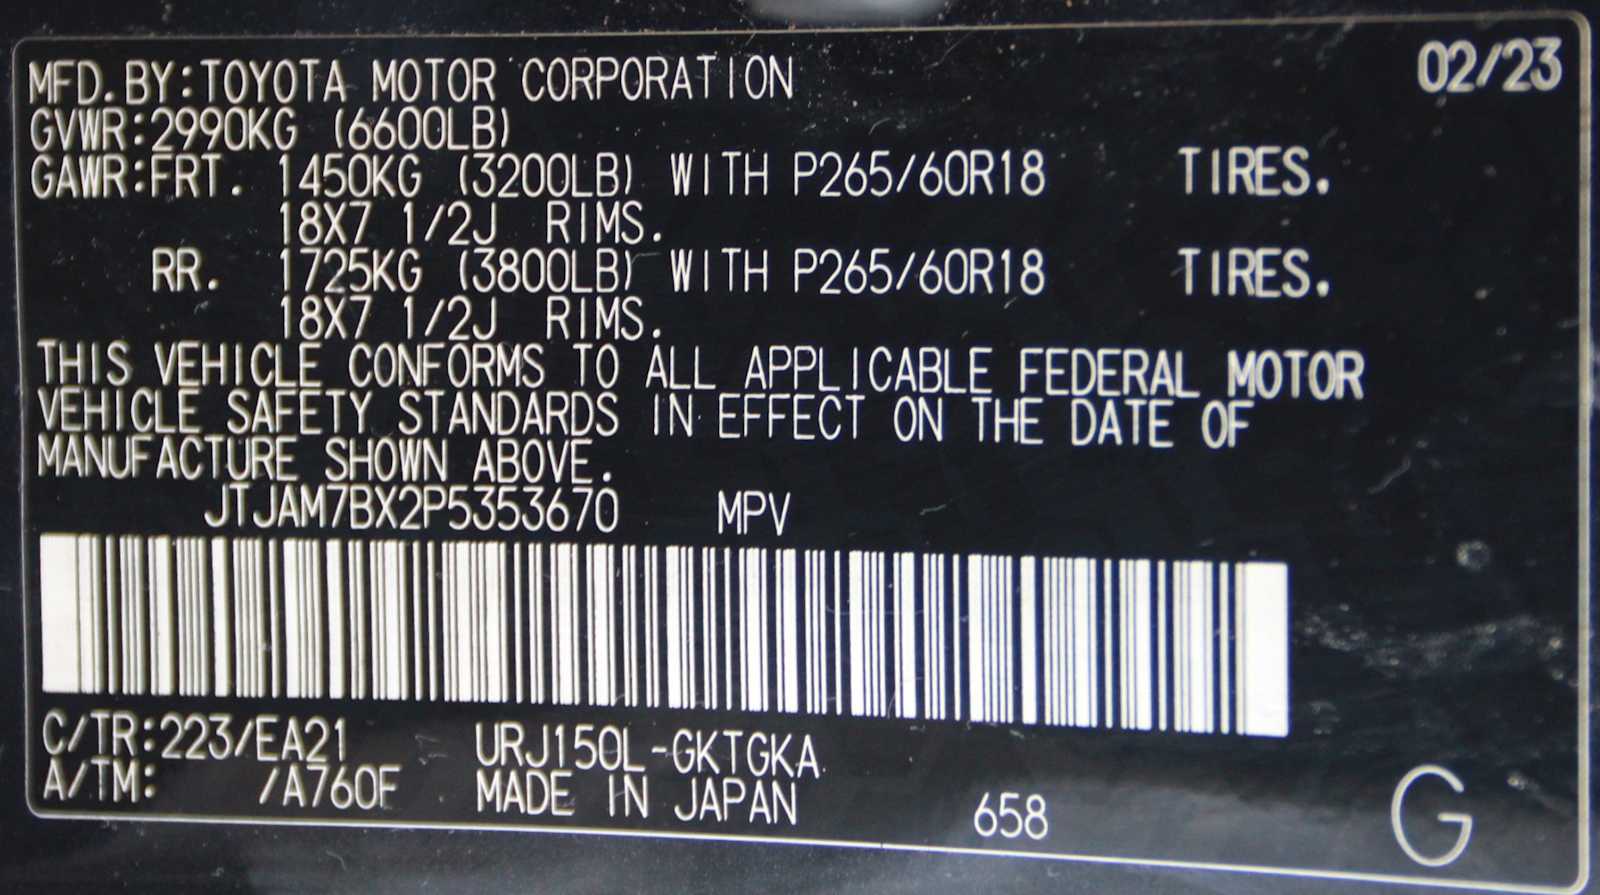 02/23
MFD.BY:TOYOTA MOTOR CORPORATION
GVWR:2990KG (6600LB)
GAWR:FRT. 1450KG (3200LB) WITH P265/60R18 TIRES.
18X7 1/2J RIMS.
RR. 1725KG (3800LB) WITH P265/60R18 TIRES.
18X7 1/2J RIMS.
THIS VEHICLE CONFORMS TO ALL APPLICABLE FEDERAL MOTOR
VEHICLE SAFETY STANDARDS IN EFFECT ON THE DATE OF
MANUFACTURE SHOWN ABOVE.
JTJAM7BX2P5353670 MPV
C/TR:223/EA21 URJ150L-GKTGKA
A/TM: /A760F MADE IN JAPAN 658 G